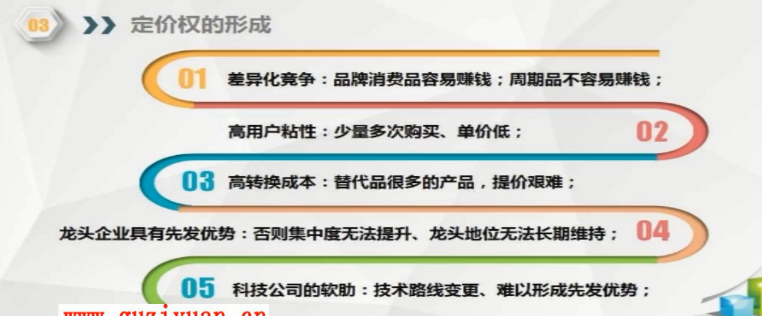 03 定价权的形成
01 差异化竞争：品牌消费品容易赚钱；周期品不容易赚钱；
高用户粘性：少量多次购买、单价低； 02
03 高转换成本：替代品很多的产品，提价艰难；
龙头企业具有先发优势：否则集中度无法提升、龙头地位无法长期维持； 04
05 科技公司的软肋：技术路线变更、难以形成先发优势；